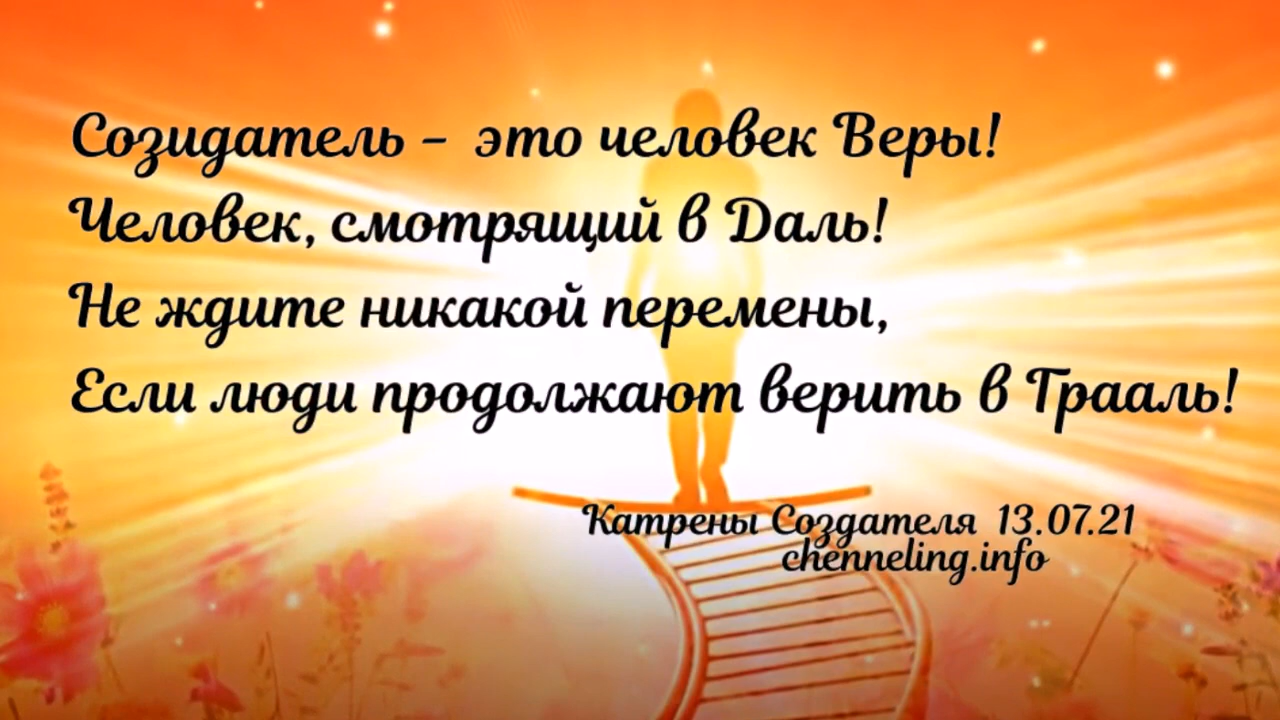 Созидатель – это человек Веры!
Человек, смотрящий в Даль!
Не ждите никакой перемены,
Если люди продолжают верить в Грааль!
Катрены Создателя 13.07.21
chenneling.info